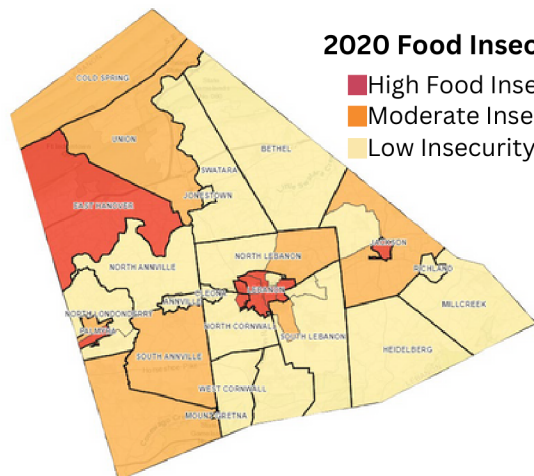 2020 Food Insec
High Food Inse
Moderate Inse
Low Insecurity
COLD SPRING
UNION
BETHEL
SWATARA
JONESTOWN
EAST HANOVER
NORTH LEBANON
JACKSON
NORTH ANNVILLE
RICHLAND
CLEONA
LEBANON
ANNVILLE
MILLCREEK
NORTH LONDONDERRY
NORTH CORNWALL
PALMYRA
SOUTH LEBANON
HEIDELBERG
SOUTH ANNVILLE
WEST CORNWALL
MOUNT GRETNA